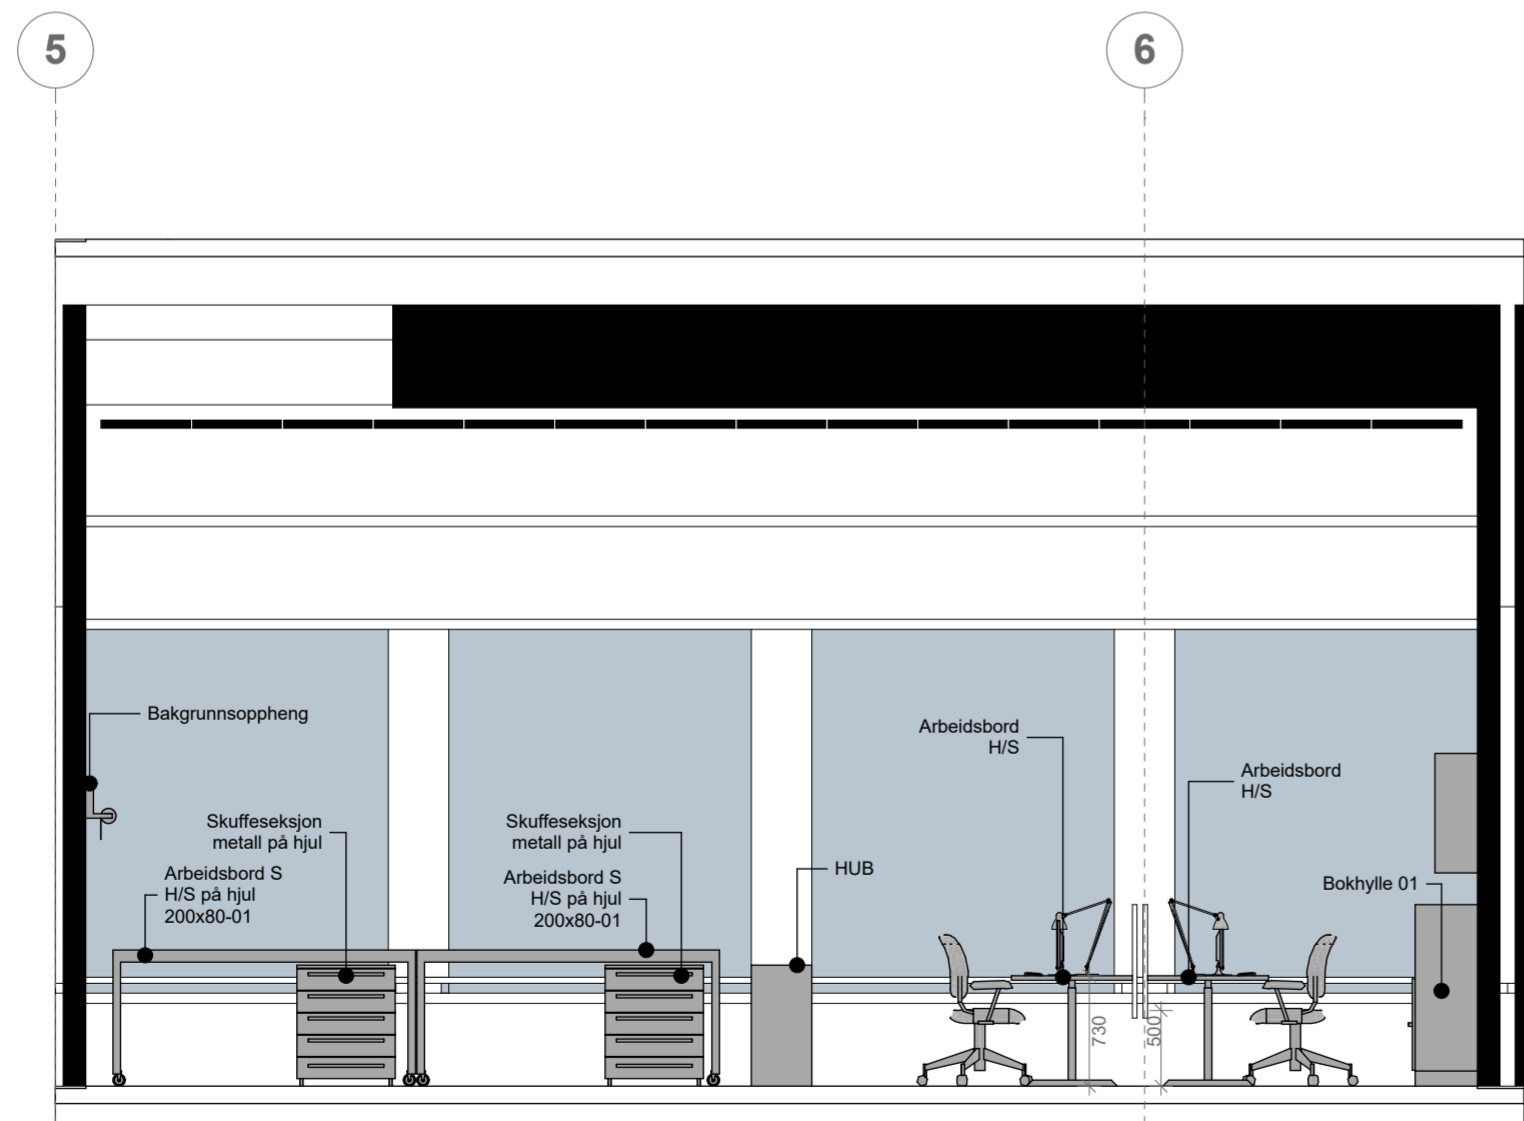 5
6
Bakgrunnsoppheng
Arbeidsbord
H/S
Arbeidsbord
H/S
Skuffeseksjon
metall på hjul
Skuffeseksjon
metall på hjul
Arbeidsbord S
H/S på hjul
200x80-01
Arbeidsbord S
H/S på hjul
200x80-01
HUB
Bokhylle 01
730
500